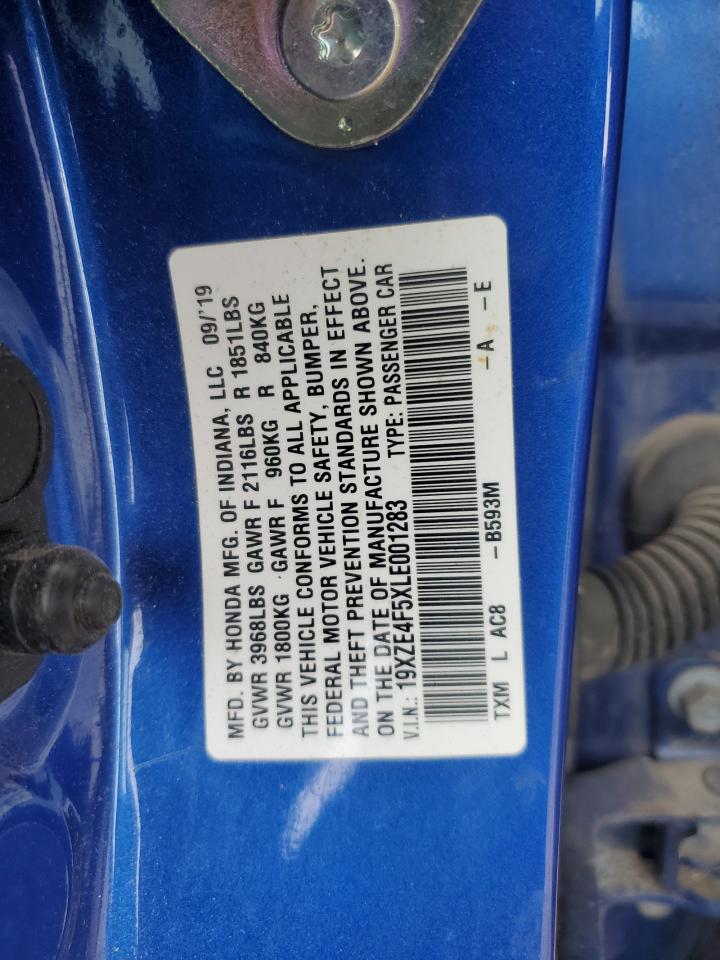 MFD. BY HONDA MFG. OF INDIANA, LLC 09/'19
GVWR 3968LBS GAWR F 2116LBS R 1851LBS
GVWR 1800KG GAWR F 960KG R 840KG
THIS VEHICLE CONFORMS TO ALL APPLICABLE
FEDERAL MOTOR VEHICLE SAFETY, BUMPER,
AND THEFT PREVENTION STANDARDS IN EFFECT
ON THE DATE OF MANUFACTURE SHOWN ABOVE.
V.I.N.: 19XZE4F5XLE001283 TYPE: PASSENGER CAR
TXM L AC8 -B593M -A -E